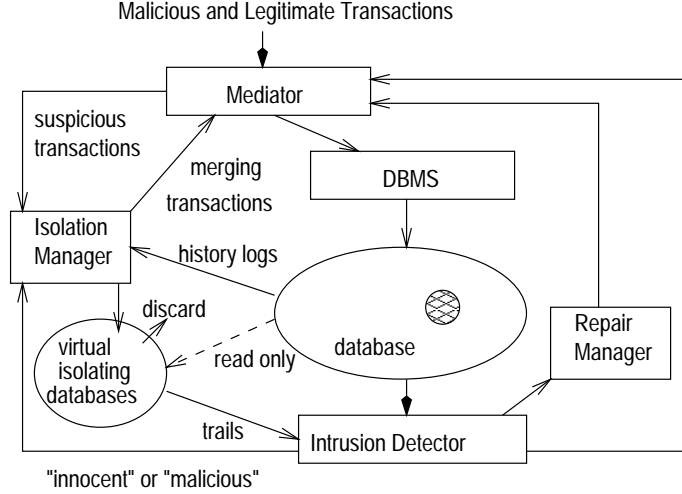 Malicious and Legitimate Transactions
Mediator
suspicious
transactions
merging
transactions
DBMS
Isolation
Manager
history logs
discard
virtual
isolating
databases
read only
database
Repair
Manager
trails
Intrusion Detector
"innocent" or "malicious"